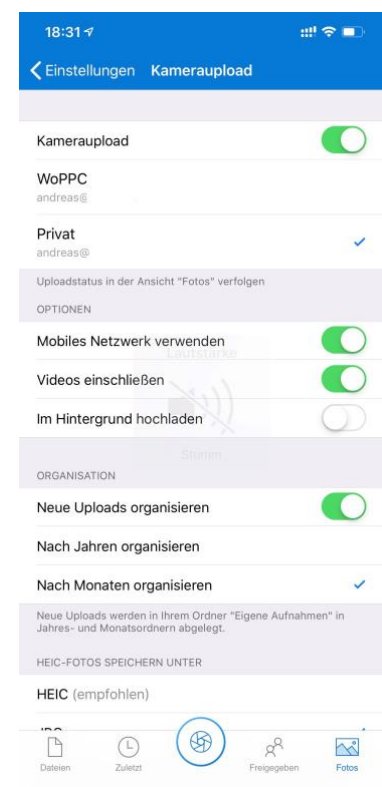 18:31
Einstellungen Kameraupload
Kameraupload
WoPPC
andreas@
Privat
andreas@
Uploadstatus in der Ansicht "Fotos" verfolgen
OPTIONEN
Mobiles Netzwerk verwenden
Lautstärke
Videos einschließen
Im Hintergrund hochladen
Stumm
ORGANISATION
Neue Uploads organisieren
Nach Jahren organisieren
Nach Monaten organisieren
Neue Uploads werden in Ihrem Ordner "Eigene Aufnahmen" in
Jahres- und Monatsordnern abgelegt.
HEIC-FOTOS SPEICHERN UNTER
HEIC (empfohlen)
Dateien Zuletzt Freigegeben Fotos